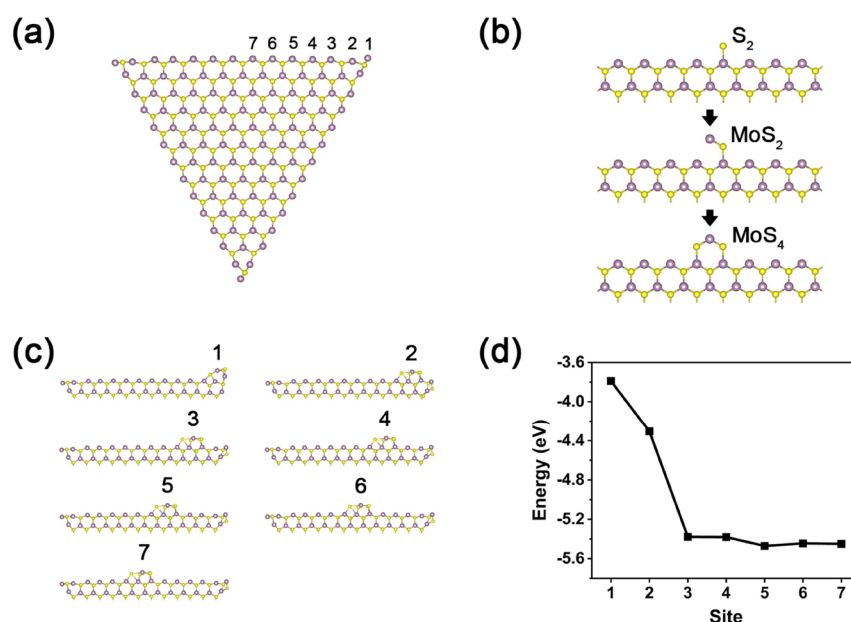 (a)
7 6 5 4 3 2 1
(b)
S₂
MoS₂
MoS₄
(c)
1
2
3
4
5
6
7
(d)
-3.6
-4.0
-4.4
-4.8
-5.2
-5.6
Energy (eV)
1 2 3 4 5 6 7
Site